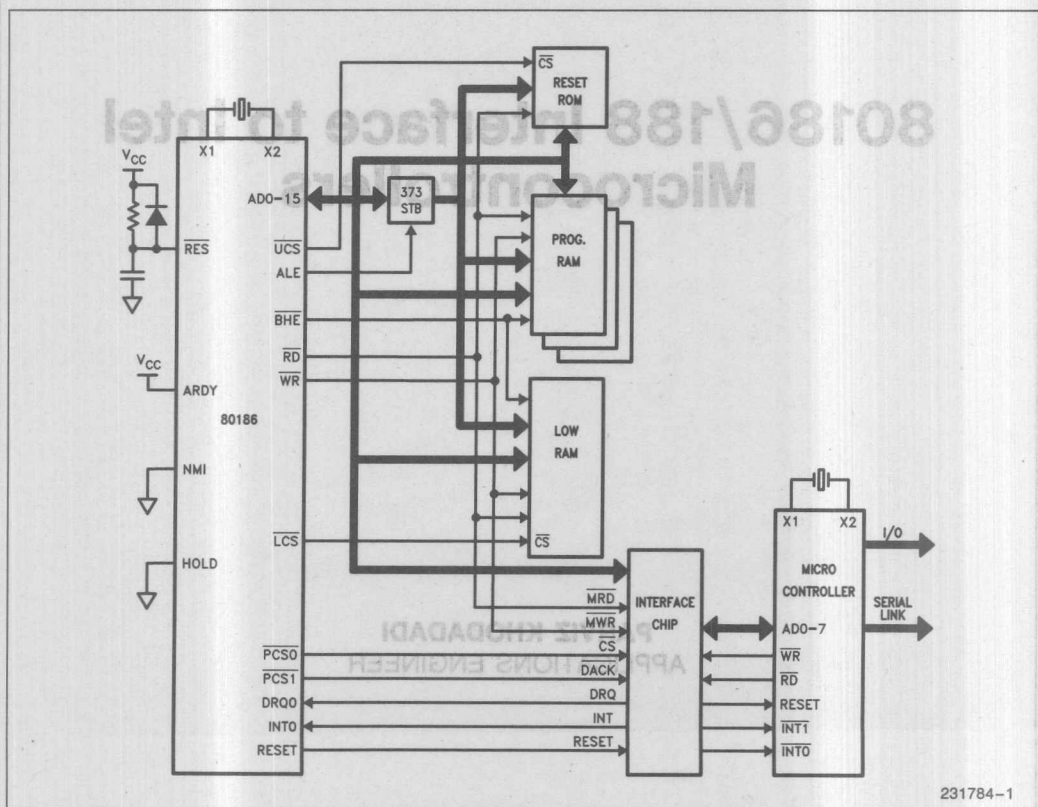 80186/188 Interface to Intel
Microcontrollers
X1
X2
V̅CC
RES
ARDY
VCC
NMI
HOLD
80186
AD0-15
UCS
ALE
BHE
RD
WR
LCS
PCS0
PCS1
DRQ0
INT0
RESET
373
STB
CS
RESET
ROM
PROG.
RAM
LOW
RAM
CS
MRD
MWR
CS
DACK
DRQ
INT
RESET
INTERFACE
CHIP
X1
X2
MICRO
CONTROLLER
AD0-7
WR
RD
RESET
INT1
INT0
I/O
SERIAL
LINK
PARVIZ KHODADADI
APPLICATIONS ENGINEER
231784-1